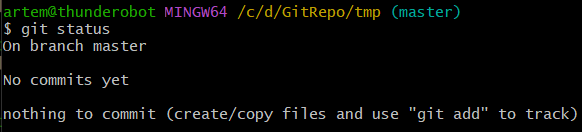 artem@thunderobot MINGW64 /c/d/GitRepo/tmp (master)
$ git status
On branch master
No commits yet
nothing to commit (create/copy files and use "git add" to track)